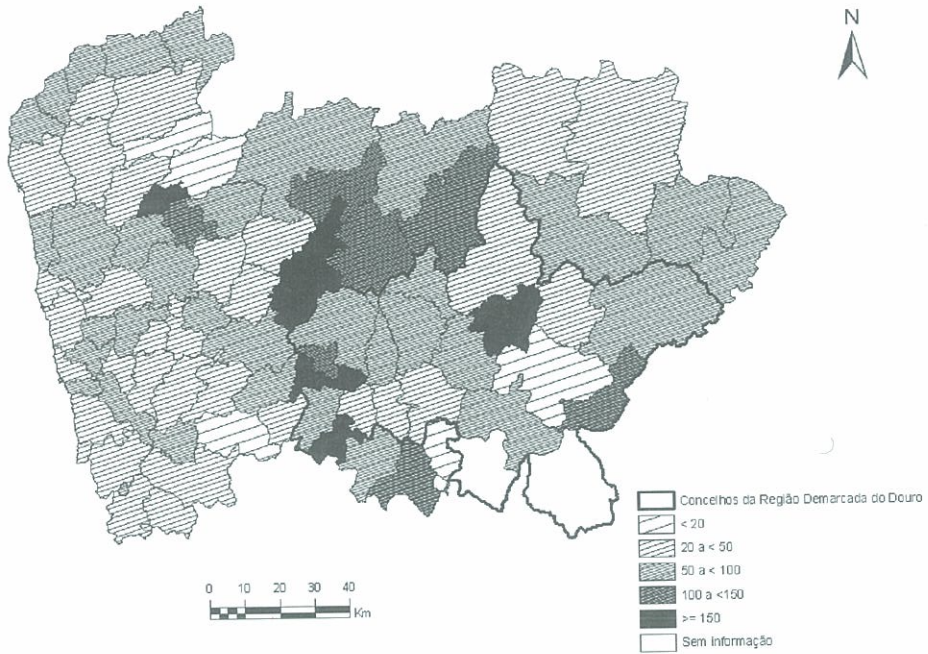 N
Concelhos da Região Demarcada do Douro
< 20
20 a < 50
50 a < 100
100 a <150
>= 150
Sem Informação
0 10 20 30 40
Km